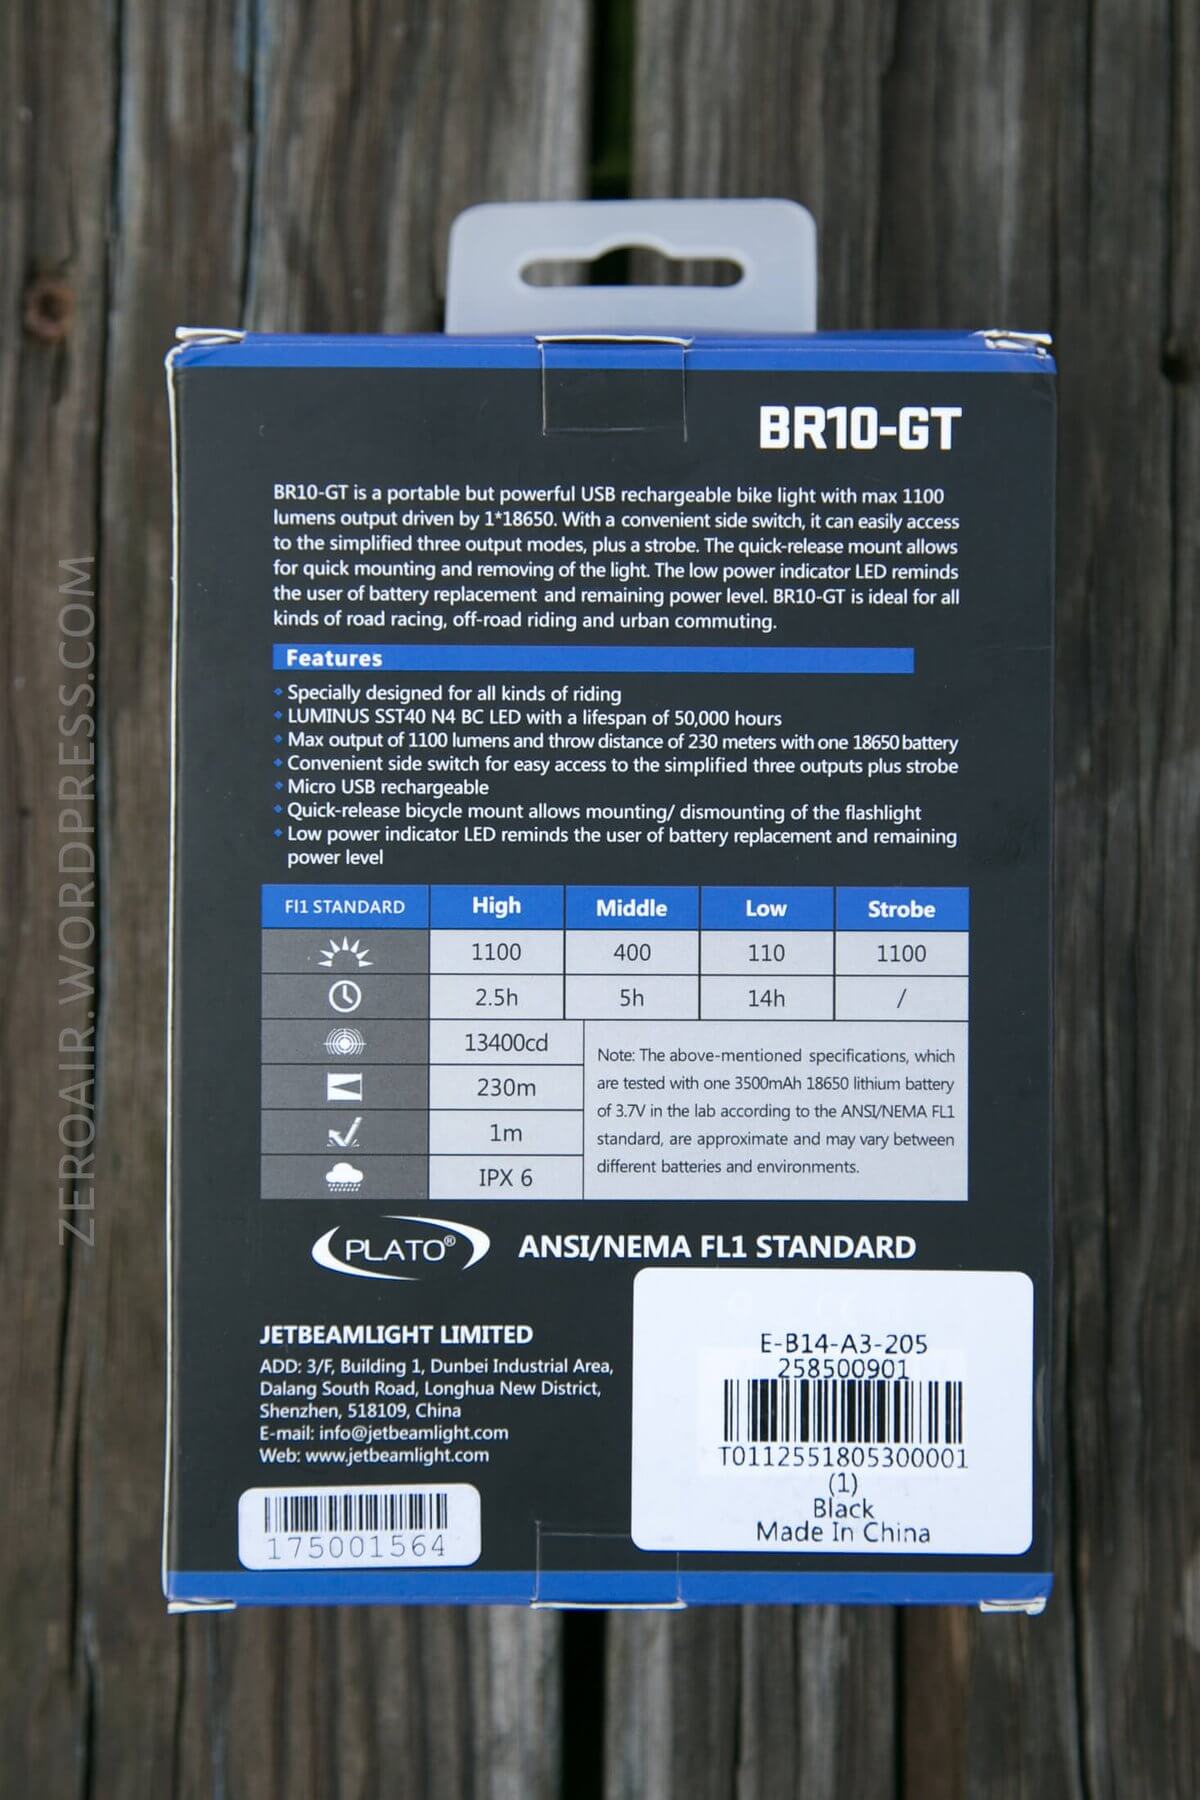 BR10-GT
BR10-GT is a portable but powerful USB rechargeable bike light with max 1100
lumens output driven by 1*18650. With a convenient side switch, it can easily access
to the simplified three output modes, plus a strobe. The quick-release mount allows
for quick mounting and removing of the light. The low power indicator LED reminds
the user of battery replacement and remaining power level. BR10-GT is ideal for all
kinds of road racing, off-road riding and urban commuting.
Features
Specially designed for all kinds of riding
LUMINUS SST40 N4 BC LED with a lifespan of 50,000 hours
Max output of 1100 lumens and throw distance of 230 meters with one 18650 battery
Convenient side switch for easy access to the simplified three outputs plus strobe
Micro USB rechargeable
Quick-release bicycle mount allows mounting/ dismounting of the flashlight
Low power indicator LED reminds the user of battery replacement and remaining
power level
Fl1 STANDARD High Middle Low Strobe
1100 400 110 1100
2.5h 5h 14h /
13400cd
230m
1m
IPX 6
Note: The above-mentioned specifications, which
are tested with one 3500mAh 18650 lithium battery
of 3.7V in the lab according to the ANSI/NEMA FL1
standard, are approximate and may vary between
different batteries and environments.
PLATO® ANSI/NEMA FL1 STANDARD
JETBEAMLIGHT LIMITED
ADD: 3/F, Building 1, Dunbei Industrial Area,
Dalang South Road, Longhua New District,
Shenzhen, 518109, China
E-mail: info@jetbeamlight.com
Web: www.jetbeamlight.com
175001564
E-B14-A3-205
258500901
T0112551805300001
(1)
Black
Made In China
ZEROAIR.WORDPRESS.COM